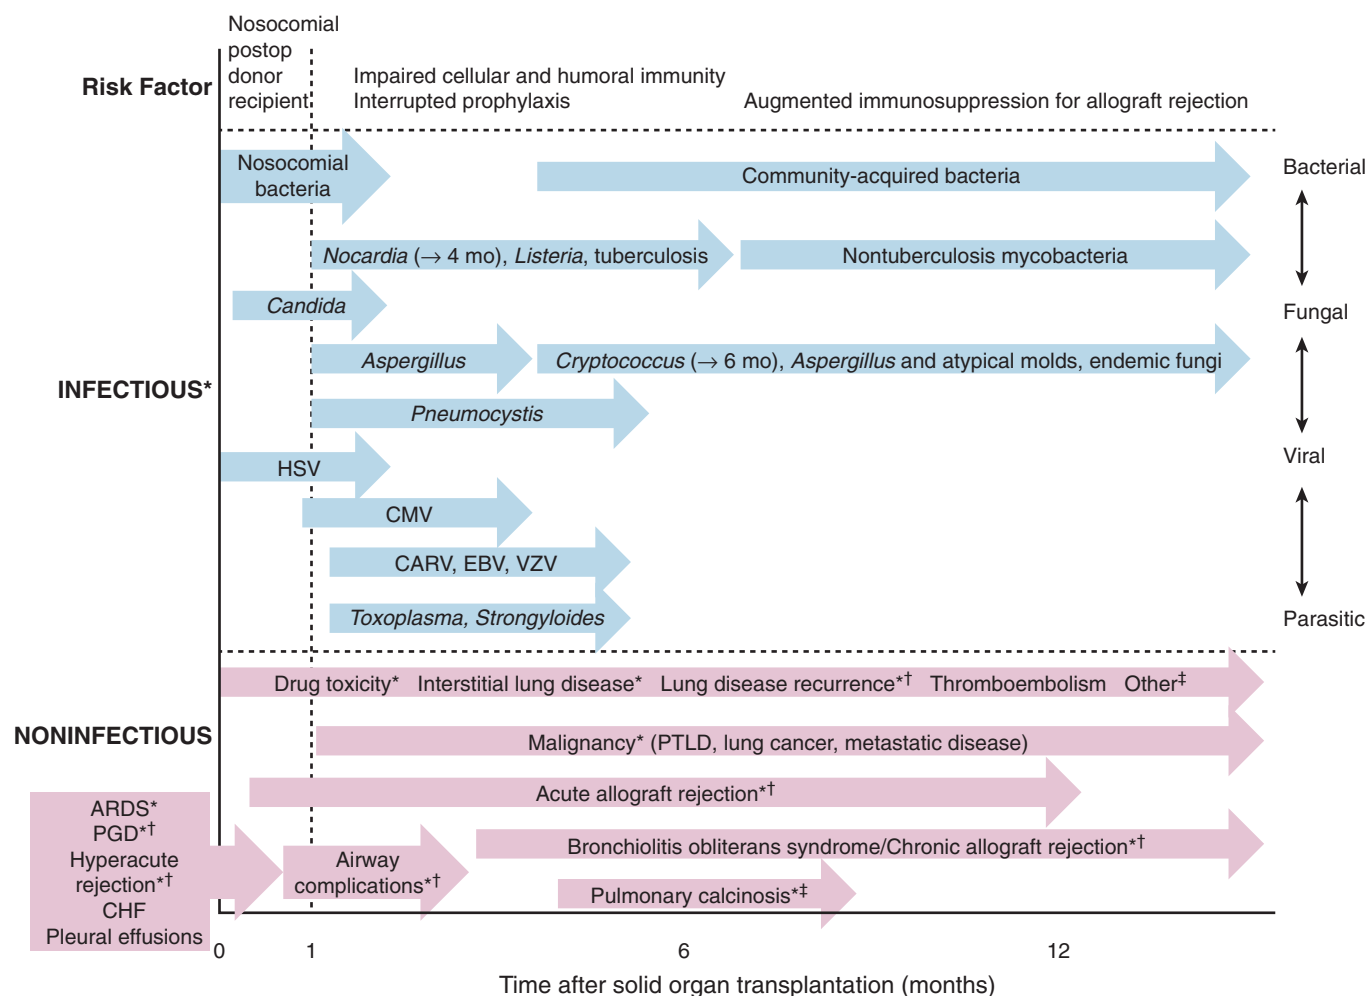 Nosocomial
postop
donor
recipient
Risk Factor
Impaired cellular and humoral immunity
Interrupted prophylaxis
Augmented immunosuppression for allograft rejection
Nosocomial
bacteria
Community-acquired bacteria
Bacterial
Nocardia (→ 4 mo), Listeria, tuberculosis
Nontuberculosis mycobacteria
Candida
Fungal
Aspergillus
Cryptococcus (→ 6 mo), Aspergillus and atypical molds, endemic fungi
INFECTIOUS*
Pneumocystis
HSV
Viral
CMV
CARV, EBV, VZV
Toxoplasma, Strongyloides
Parasitic
Drug toxicity* Interstitial lung disease* Lung disease recurrence*† Thromboembolism Other‡
NONINFECTIOUS
Malignancy* (PTLD, lung cancer, metastatic disease)
Acute allograft rejection*†
ARDS*
PGD*†
Hyperacute
rejection*†
CHF
Pleural effusions
Airway
complications*†
Bronchiolitis obliterans syndrome/Chronic allograft rejection*†
Pulmonary calcinosis*‡
0 1 6 12
Time after solid organ transplantation (months)